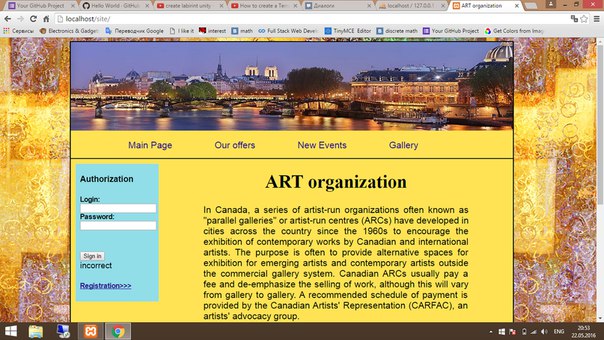 Your GitHub Project
Hello World · GitHub
create labirint unity
How to create a Ter
Диалоги
localhost / 127.0.0.1
ART organization
localhost/site/
Сервисы
Electronics & Gadget
Переводчик Google
I like it
interest
math
Full Stack Web Devel
TinyMCE Editor
discrete math
Your GitHub Project
Get Colors from Imag
Main Page
Our offers
New Events
Gallery
Authorization
Login:
Password:
Sign in
incorrect
Registration>>>
ART organization
In Canada, a series of artist-run organizations often known as
"parallel galleries" or artist-run centres (ARCs) have developed in
cities across the country since the 1960s to encourage the
exhibition of contemporary works by Canadian and international
artists. The purpose is often to provide alternative spaces for
exhibition for emerging artists and contemporary artists outside
the commercial gallery system. Canadian ARCs usually pay a
fee and de-emphasize the selling of work, although this will vary
from gallery to gallery. A recommended schedule of payment is
provided by the Canadian Artists' Representation (CARFAC), an
artists' advocacy group.
ENG
20:53
22.05.2016